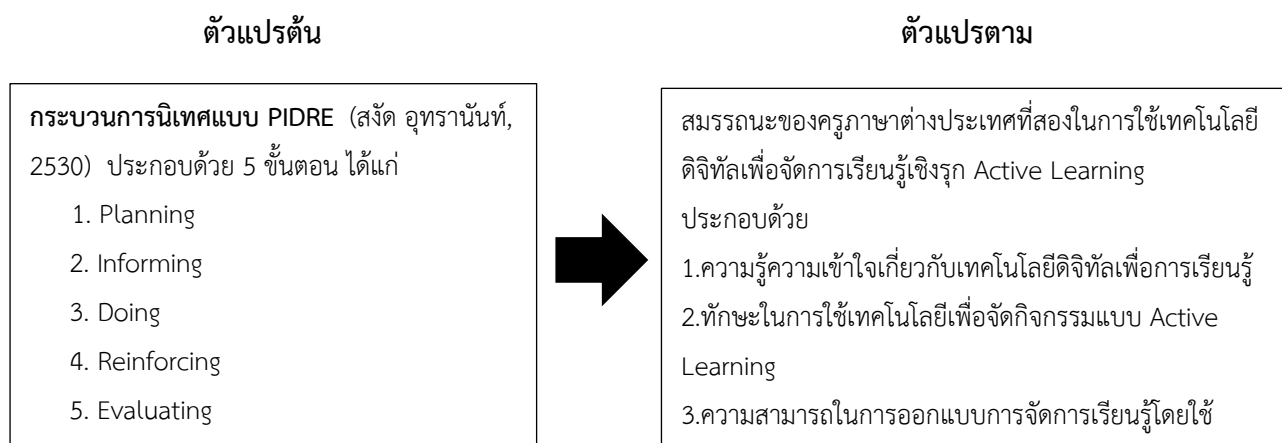 ตัวแปรต้น
ตัวแปรตาม
กระบวนการนิเทศแบบ PIDRE (สงัด อุทรานันท์,
2530) ประกอบด้วย 5 ขั้นตอน ได้แก่
1. Planning
2. Informing
3. Doing
4. Reinforcing
5. Evaluating
สมรรถนะของครูภาษาต่างประเทศที่สองในการใช้เทคโนโลยี
ดิจิทัลเพื่อจัดการเรียนรู้เชิงรุก Active Learning
ประกอบด้วย
1.ความรู้ความเข้าใจเกี่ยวกับเทคโนโลยีดิจิทัลเพื่อการเรียนรู้
2.ทักษะในการใช้เทคโนโลยีเพื่อจัดกิจกรรมแบบ Active
Learning
3.ความสามารถในการออกแบบการจัดการเรียนรู้โดยใช้